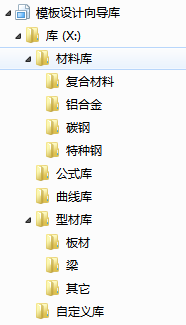 模板设计向导库
库 (X:)
材料库
复合材料
铝合金
碳钢
特种钢
公式库
曲线库
型材库
板材
梁
其它
自定义库